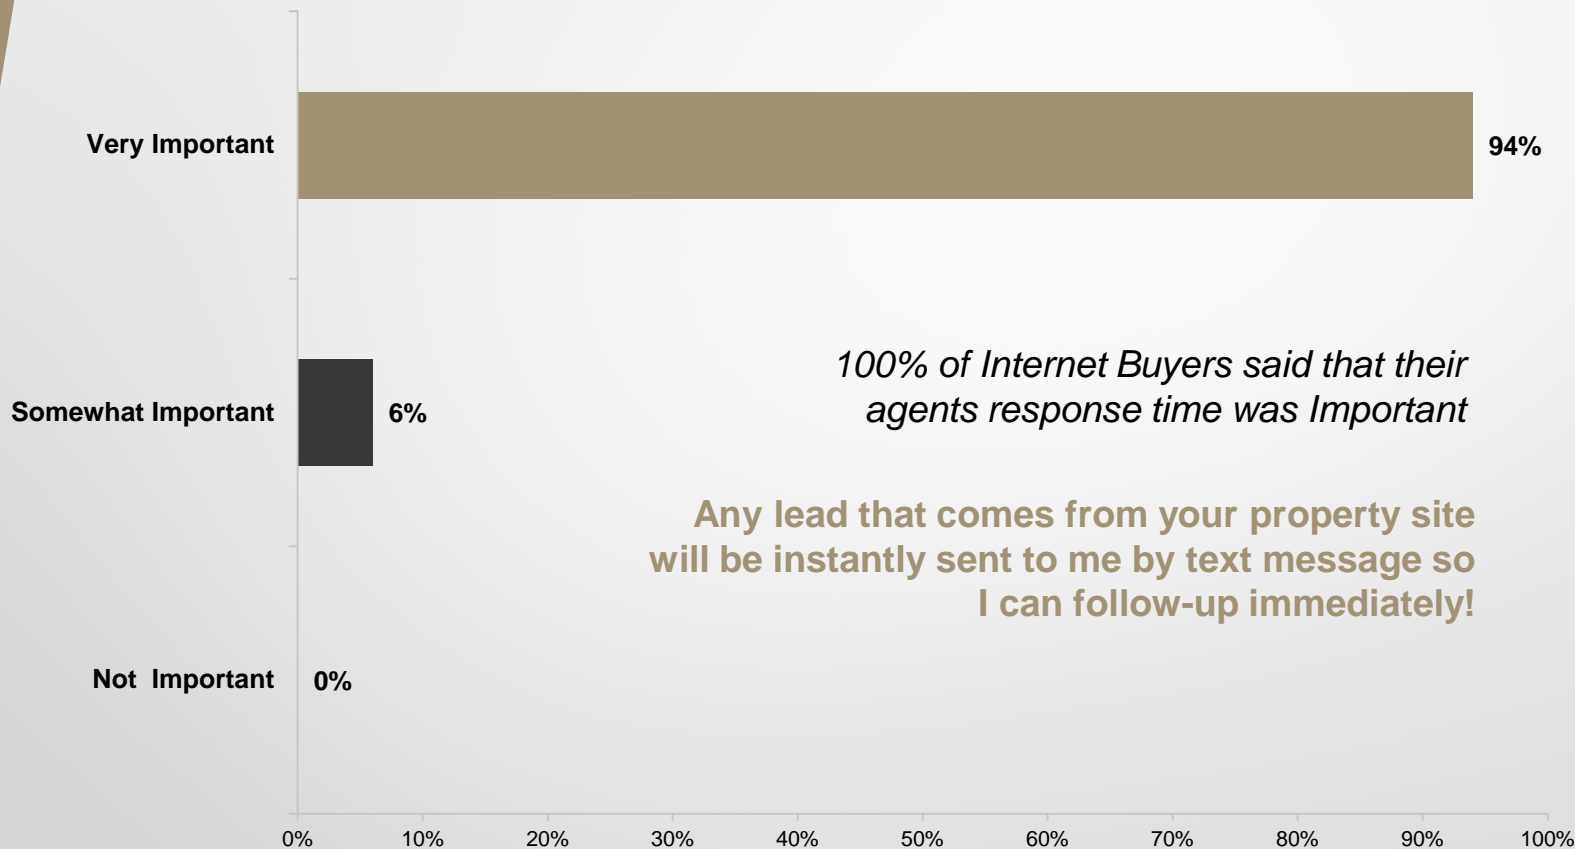 Very Important
94%
Somewhat Important
6%
100% of Internet Buyers said that their
agents response time was Important
Any lead that comes from your property site
will be instantly sent to me by text message so
I can follow-up immediately!
Not  Important
0%
0%
10%
20%
30%
40%
50%
60%
70%
80%
90%
100%